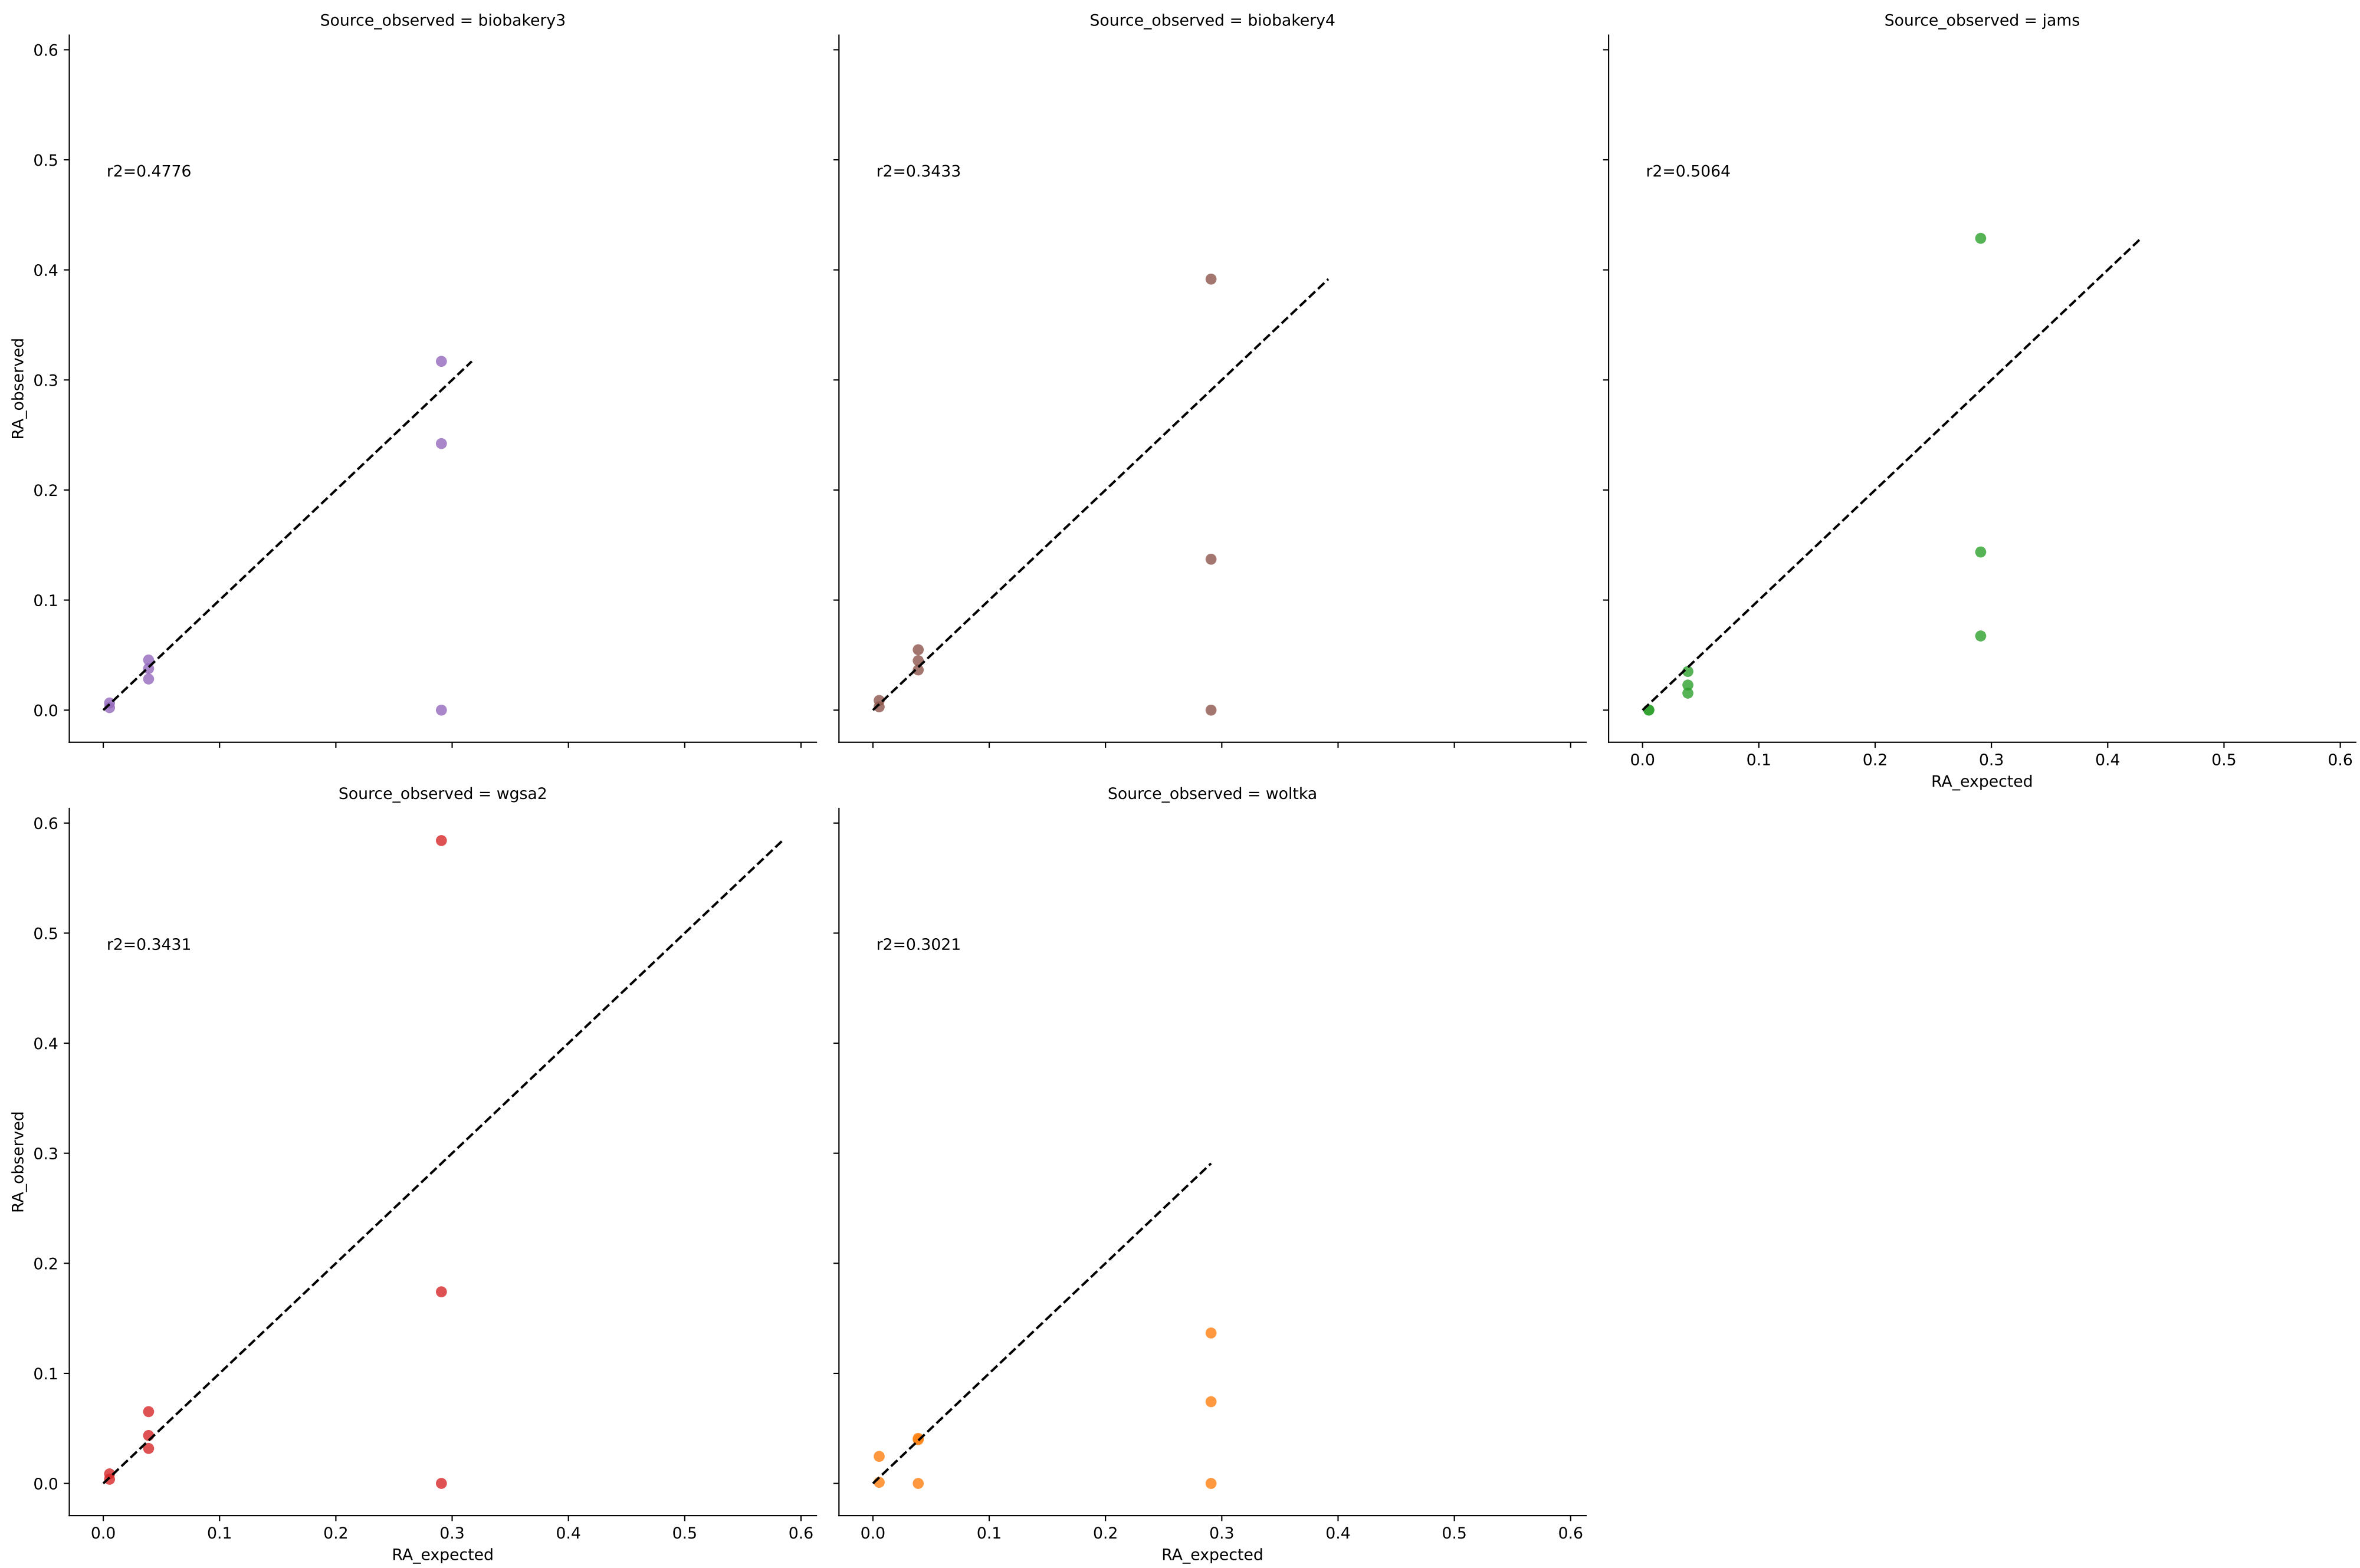 Source_observed = biobakery3
Source_observed = biobakery4
Source_observed = jams
0.6
0.5
0.4
0.3
0.2
0.1
0.0
RA_observed
r2=0.4776
r2=0.3433
r2=0.5064
0.0 0.1 0.2 0.3 0.4 0.5 0.6
RA_expected
Source_observed = wgsa2
Source_observed = woltka
0.6
0.5
0.4
0.3
0.2
0.1
0.0
RA_observed
r2=0.3431
r2=0.3021
0.0 0.1 0.2 0.3 0.4 0.5 0.6
RA_expected
0.0 0.1 0.2 0.3 0.4 0.5 0.6
RA_expected